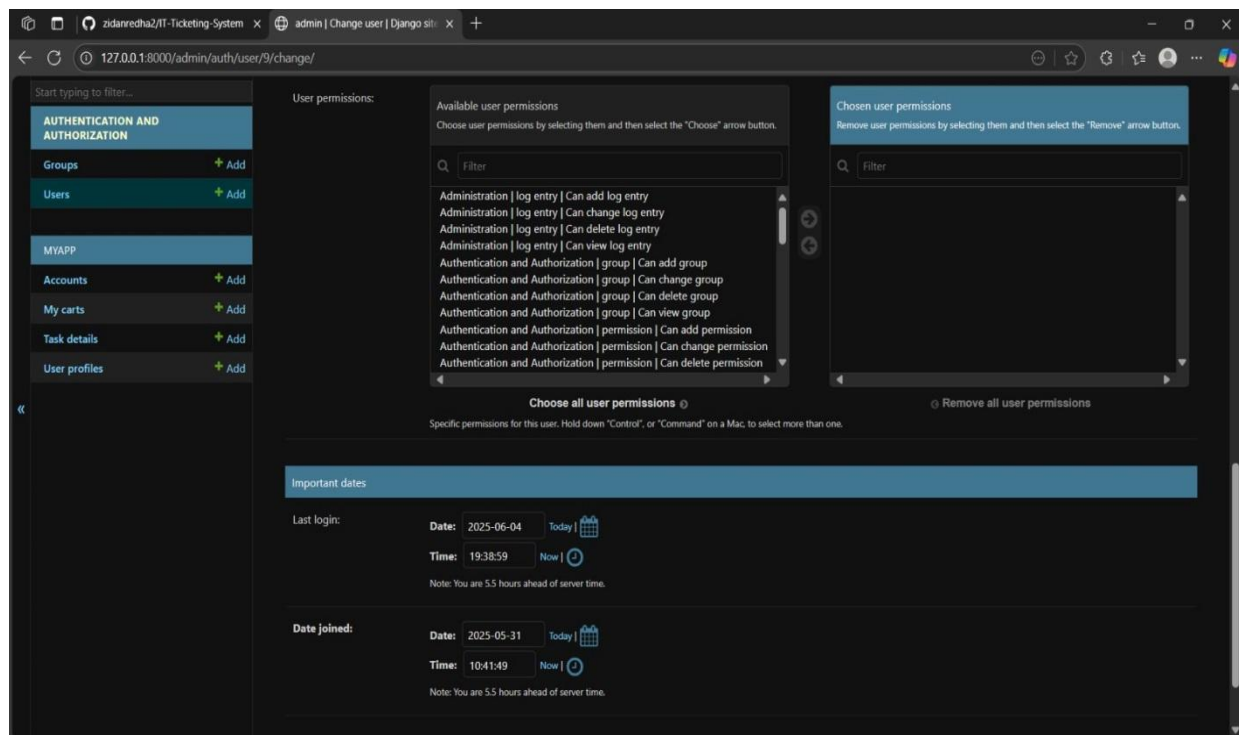 zidanredha2/IT-Ticketing-System
admin | Change user | Django site
127.0.0.1:8000/admin/auth/user/9/change/
Start typing to filter...
AUTHENTICATION AND
AUTHORIZATION
Groups + Add
Users + Add
MYAPP
Accounts + Add
My carts + Add
Task details + Add
User profiles + Add
«
User permissions:
Available user permissions
Choose user permissions by selecting them and then select the "Choose" arrow button.
Filter
Administration | log entry | Can add log entry
Administration | log entry | Can change log entry
Administration | log entry | Can delete log entry
Administration | log entry | Can view log entry
Authentication and Authorization | group | Can add group
Authentication and Authorization | group | Can change group
Authentication and Authorization | group | Can delete group
Authentication and Authorization | group | Can view group
Authentication and Authorization | permission | Can add permission
Authentication and Authorization | permission | Can change permission
Authentication and Authorization | permission | Can delete permission
Choose all user permissions
Chosen user permissions
Remove user permissions by selecting them and then select the "Remove" arrow button.
Filter
Remove all user permissions
Specific permissions for this user. Hold down "Control", or "Command" on a Mac, to select more than one.
Important dates
Last login:
Date: 2025-06-04 Today |
Time: 19:38:59 Now |
Note: You are 5.5 hours ahead of server time.
Date joined:
Date: 2025-05-31 Today |
Time: 10:41:49 Now |
Note: You are 5.5 hours ahead of server time.